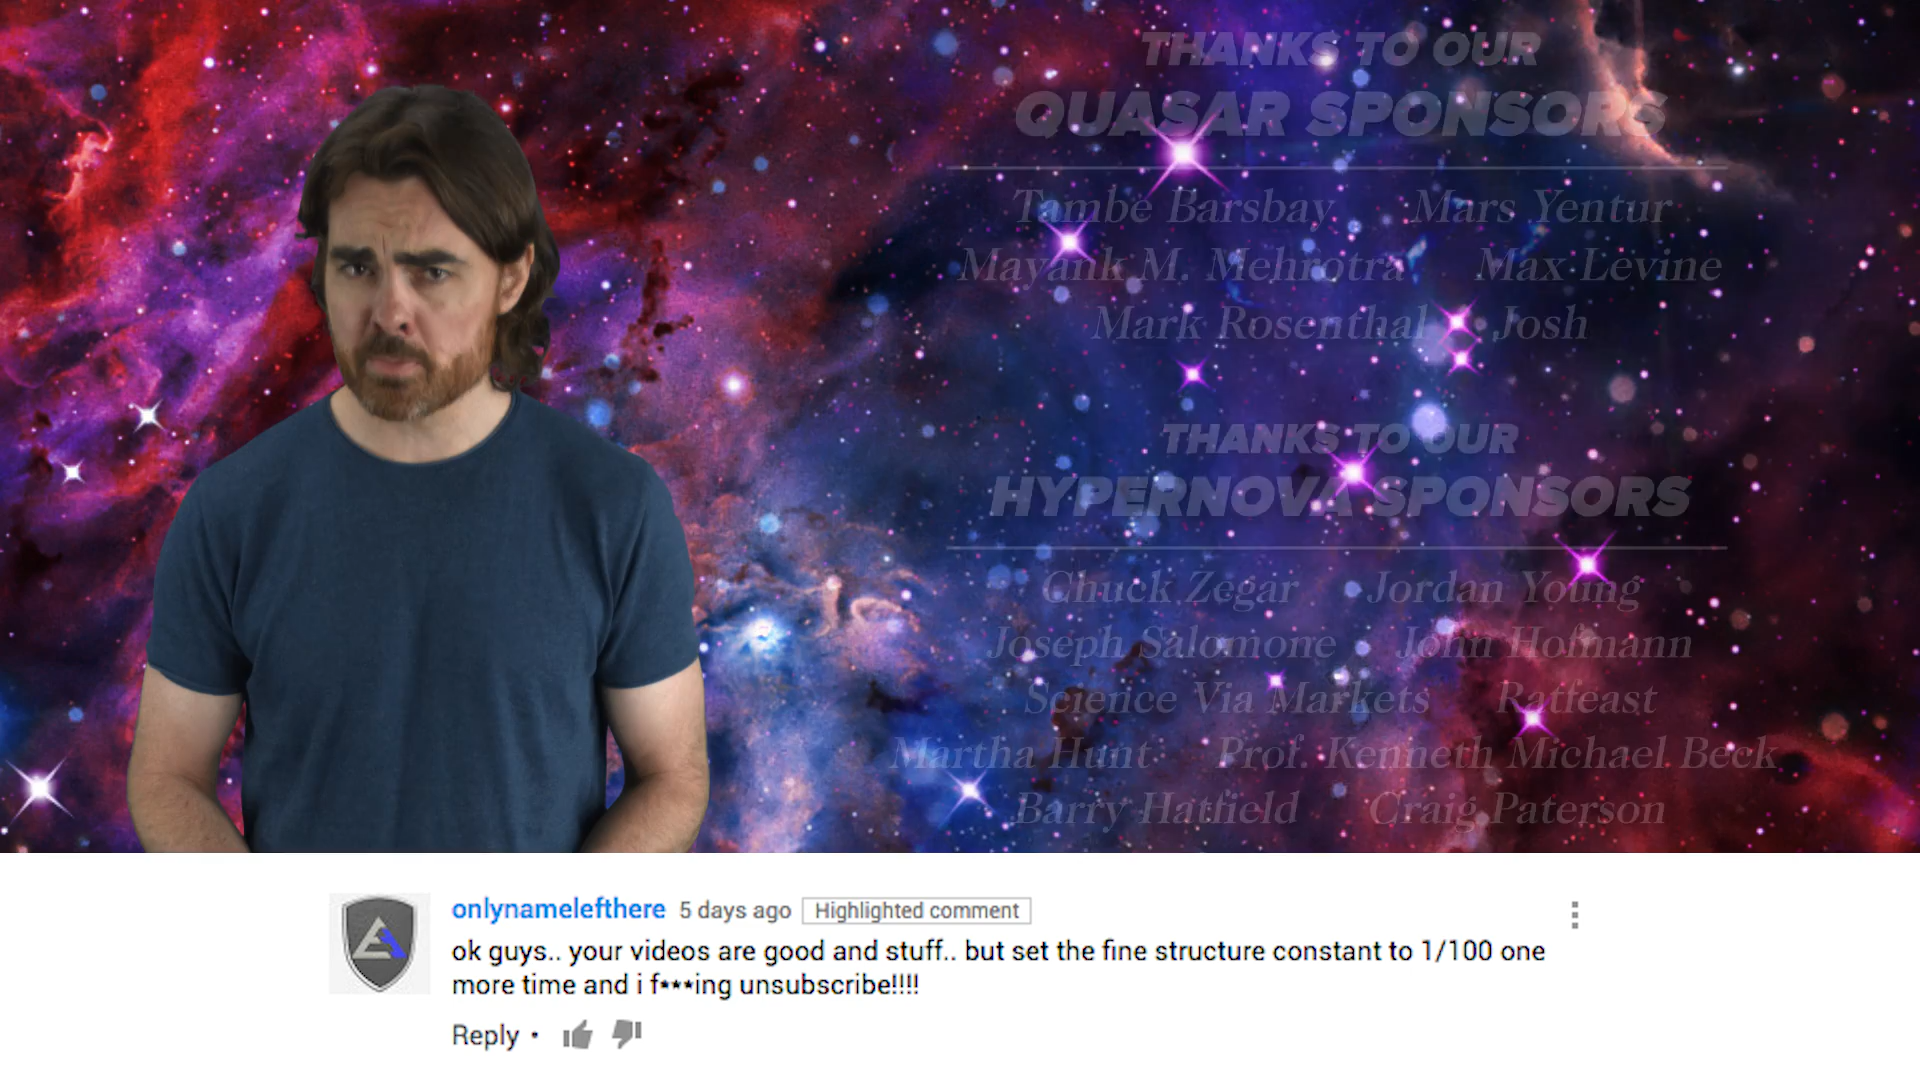 THANKS TO OUR
QUASAR SPONSORS
Tambe Barsbay Mars Yentur
Mayank M. Mehrotra Max Levine
Mark Rosenthal Josh
THANKS TO OUR
HYPERNOVA SPONSORS
Chuck Zegar Jordan Young
Joseph Salomone John Hofmann
Science Via Markets Ratfeast
Martha Hunt Prof. Kenneth Michael Beck
Barry Hatfield Craig Paterson
onlynamelefthere 5 days ago Highlighted comment
ok guys.. your videos are good and stuff.. but set the fine structure constant to 1/100 one
more time and i f***ing unsubscribe!!!!
Reply •